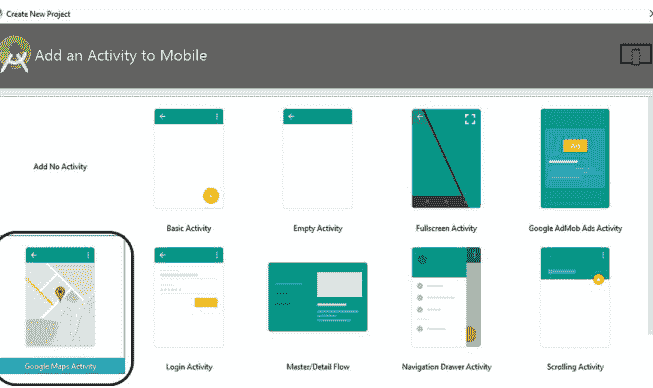 Create New Project
Add an Activity to Mobile
Add No Activity
Basic Activity
Empty Activity
Fullscreen Activity
Google AdMob Ads Activity
Google Maps Activity
Login Activity
Master/Detail Flow
Navigation Drawer Activity
Scrolling Activity